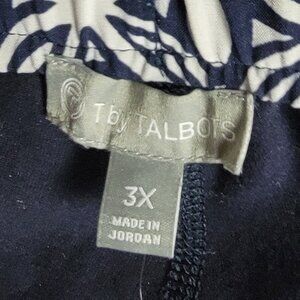 T by TALBOTS
3X
MADE IN
JORDAN